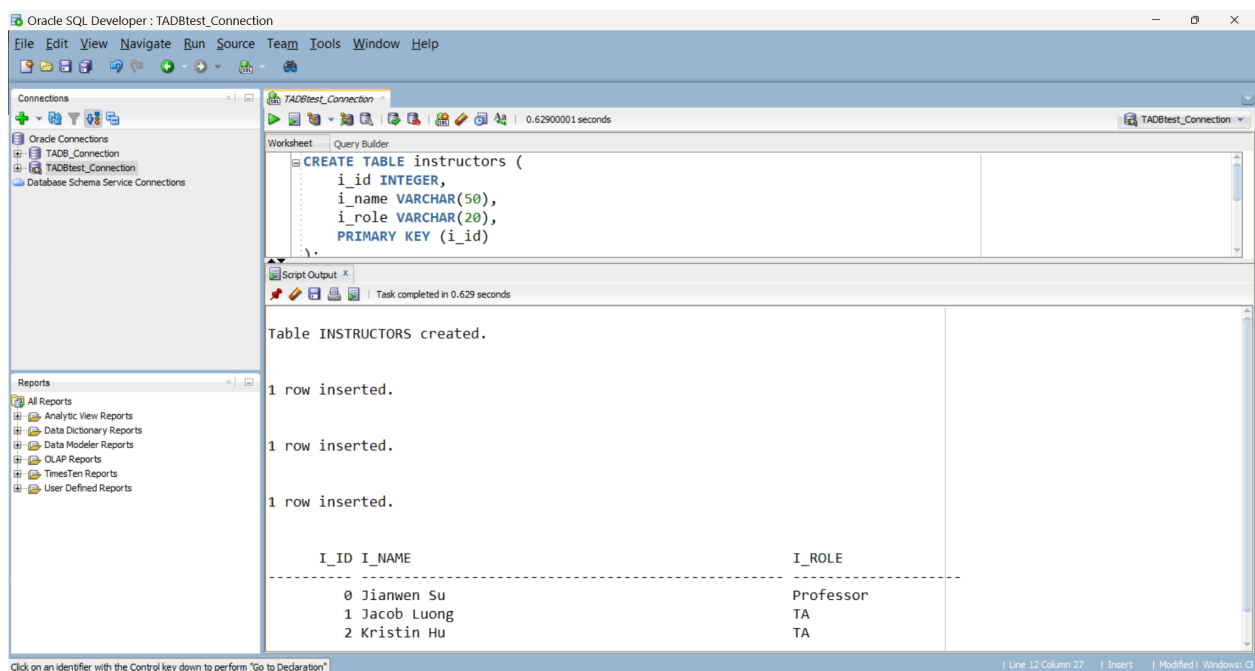 Oracle SQL Developer : TADBtest_Connection
File Edit View Navigate Run Source Team Tools Window Help
Connections
Oracle Connections
TADB_Connection
TADBtest_Connection
Database Schema Service Connections
Reports
All Reports
Analytic View Reports
Data Dictionary Reports
Data Modeler Reports
OLAP Reports
TimesTen Reports
User Defined Reports
TADBtest_Connection
0.62900001 seconds
TADBtest_Connection
Worksheet Query Builder
CREATE TABLE instructors (
i_id INTEGER,
i_name VARCHAR(50),
i_role VARCHAR(20),
PRIMARY KEY (i_id)
);
Script Output
Task completed in 0.629 seconds
Table INSTRUCTORS created.
1 row inserted.
1 row inserted.
1 row inserted.
I_ID I_NAME I_ROLE
---------- -------------------------------------------------- --------------------
0 Jianwen Su Professor
1 Jacob Luong TA
2 Kristin Hu TA
Click on an identifier with the Control key down to perform "Go to Declaration"
Line 12 Column 27 | Insert | Modified | Windows: C